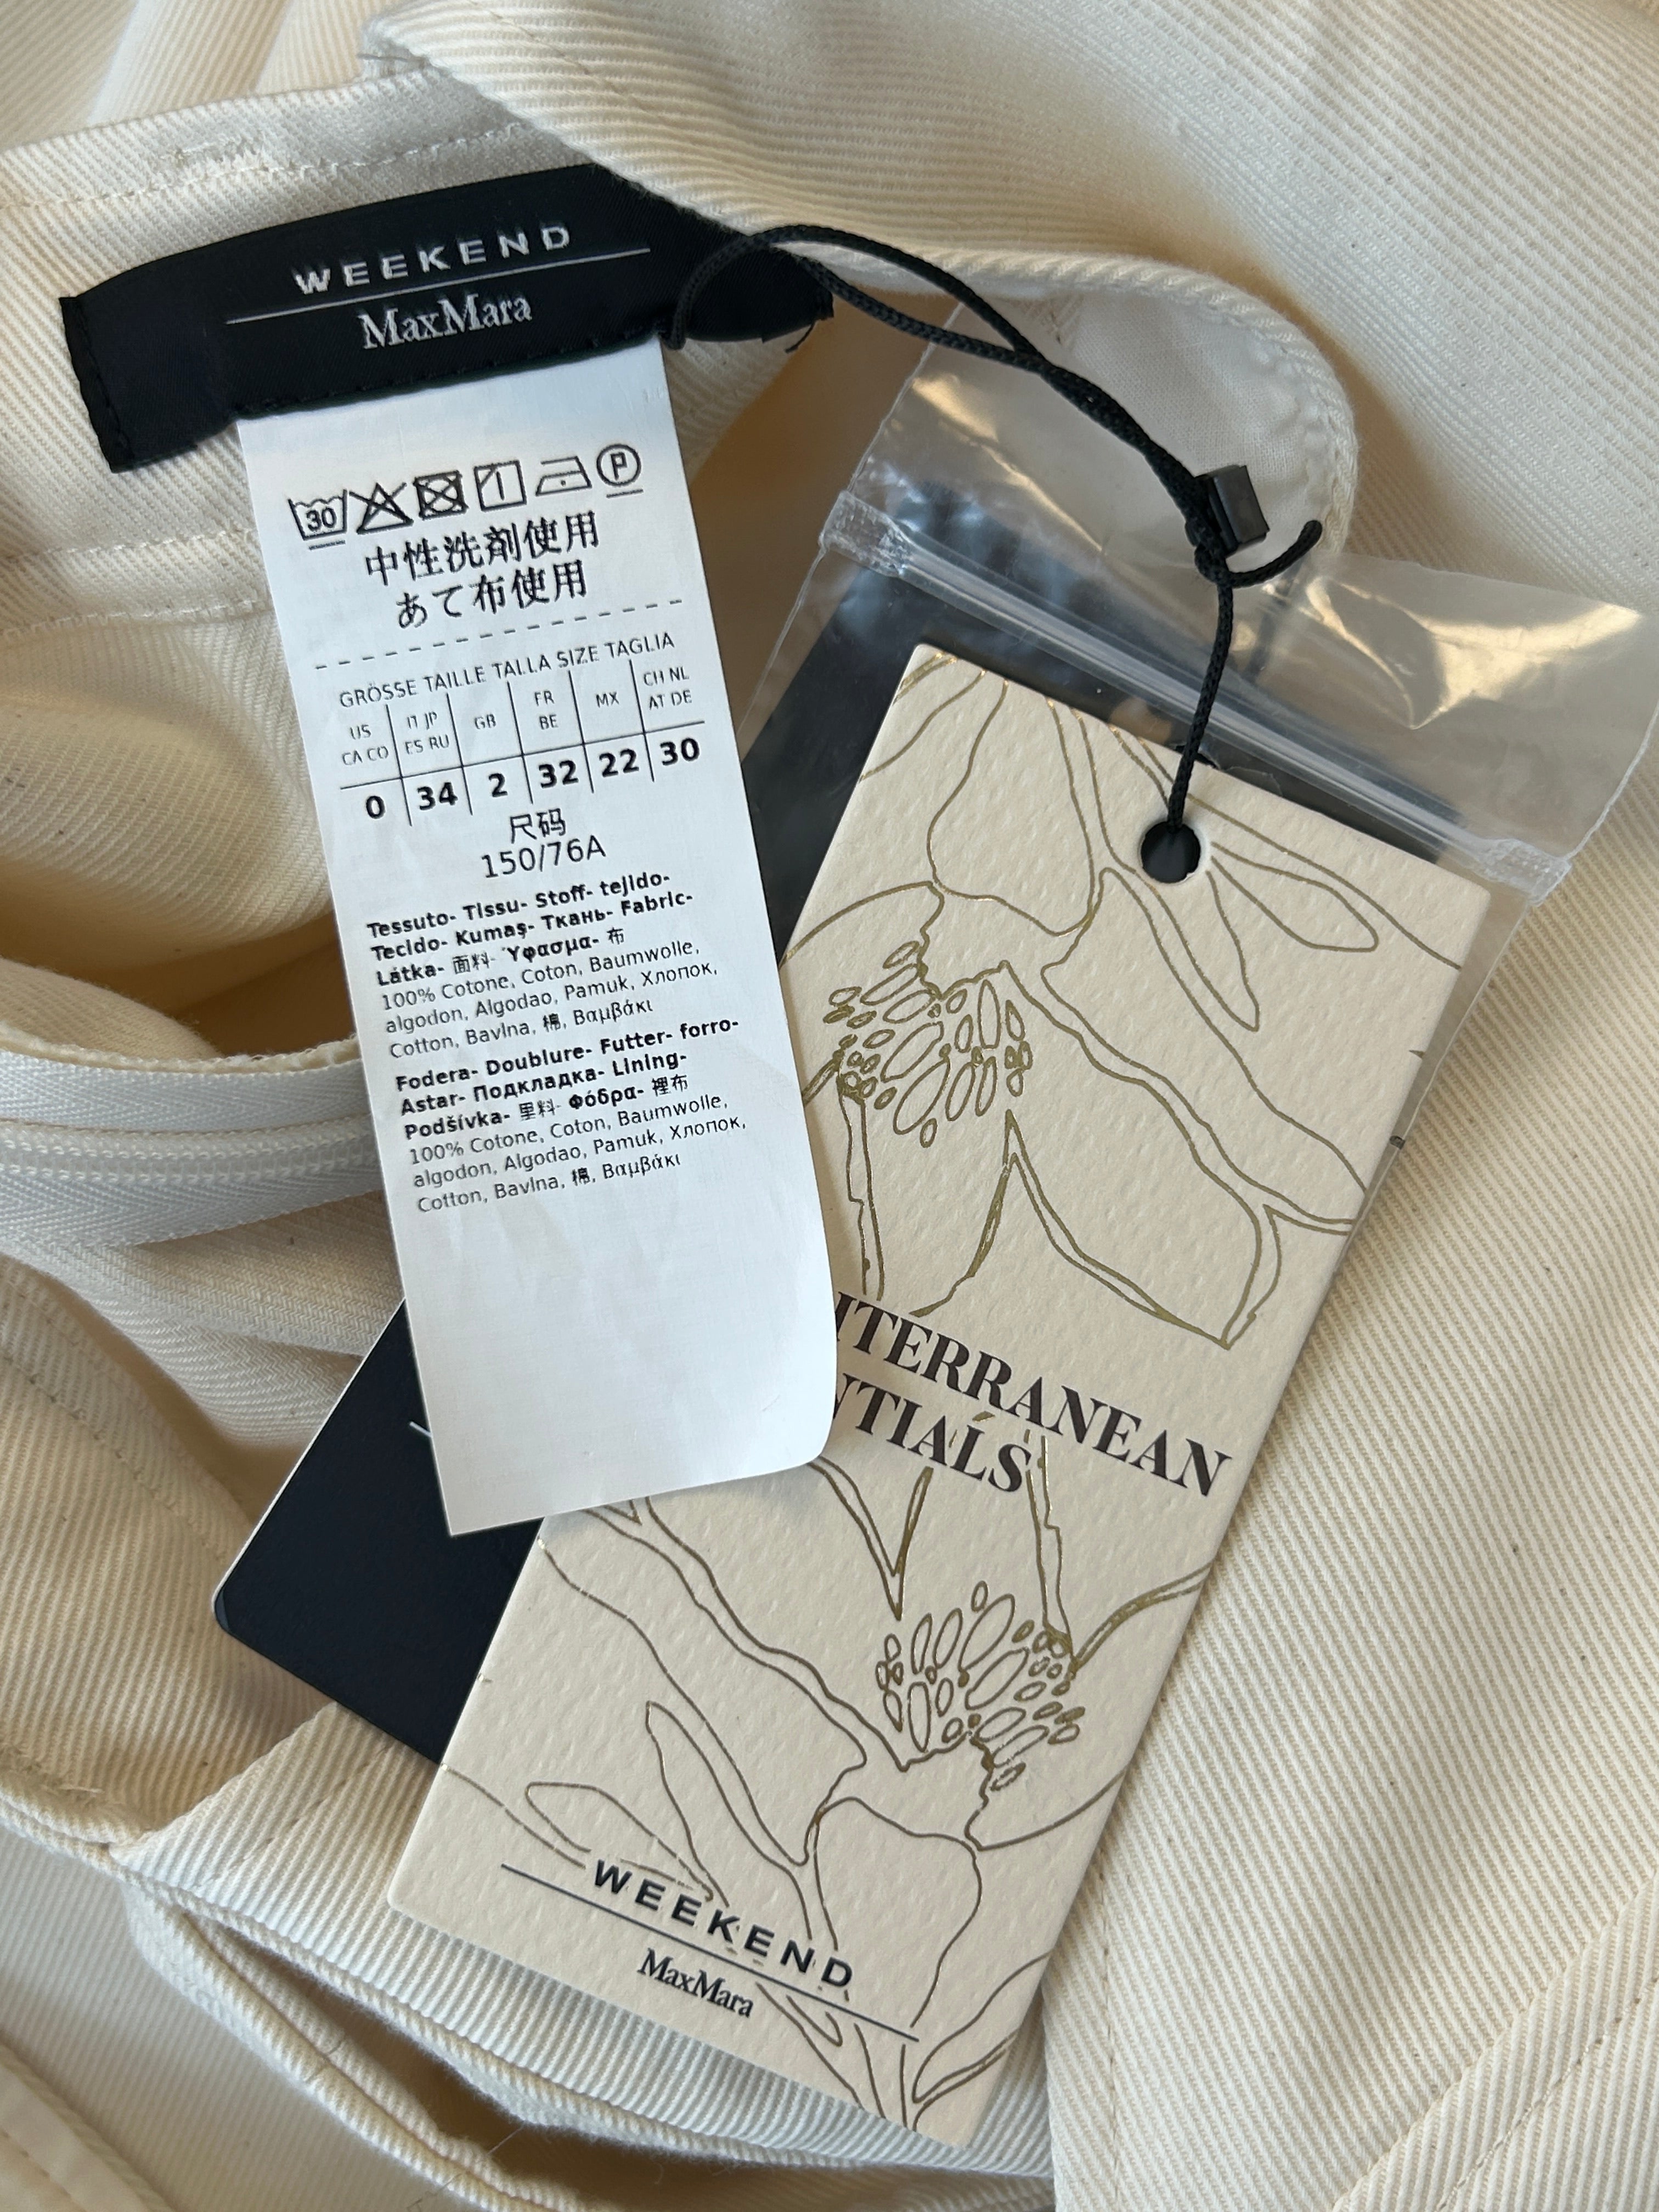 WEEKEND
MaxMara
30 P
中性洗剤使用
あて布使用
GRÖSSE TAILLE TALLA SIZE TAGLIA
US CA CO IT JP ES RU GB FR BE MX CH NL AT DE
0 34 2 32 22 30
尺码
150/76A
Tessuto- Tissu- Stoff- tejido-
Tecido- Kumaş- Ткань- Fabric-
Látka- 面料- Ύφασμα- 布
100% Cotone, Coton, Baumwolle,
algodon, Algodao, Pamuk, Хлопок,
Cotton, Bavlna, 棉, Βαμβάκι
Fodera- Doublure- Futter- forro-
Astar- Подкладка- Lining-
Podšívka- 里料- Φόδρα- 裡布
100% Cotone, Coton, Baumwolle,
algodon, Algodao, Pamuk, Хлопок,
Cotton, Bavlna, 棉, Βαμβάκι
ITERRANEAN
NTIALS
WEEKEND
MaxMara